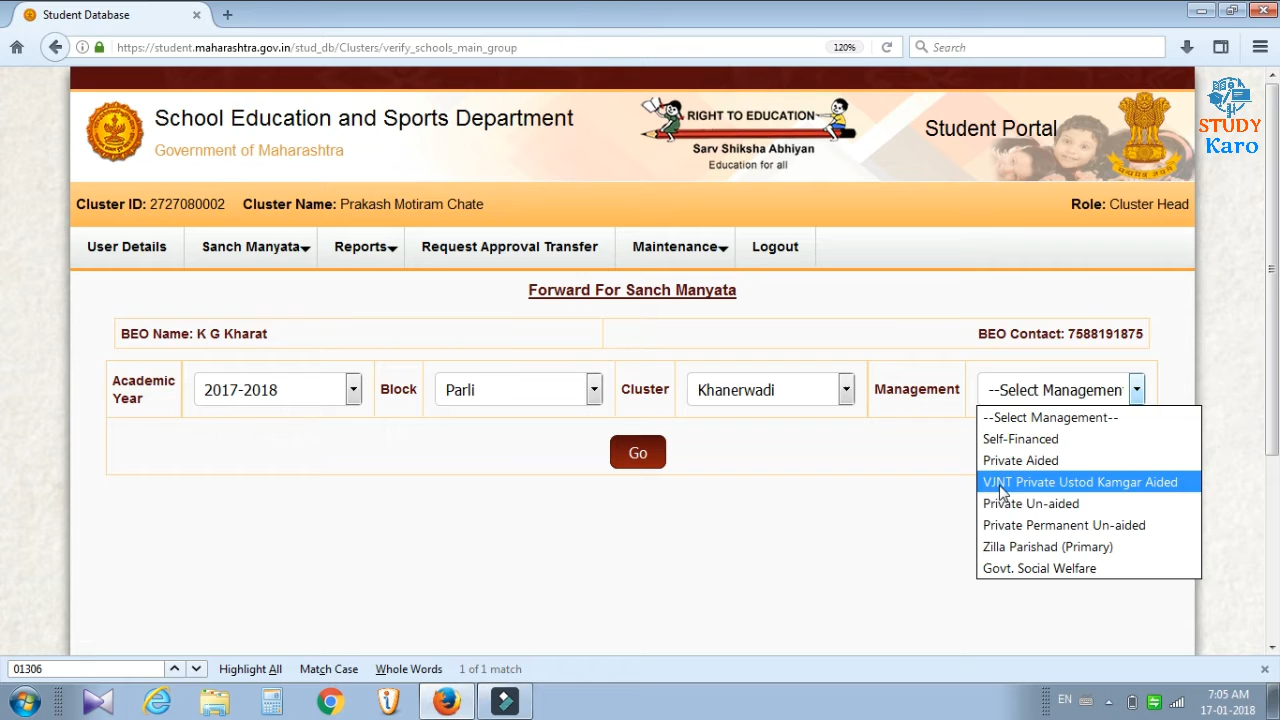 Student Database
https://student.maharashtra.gov.in/stud_db/Clusters/verify_schools_main_group
120%
Search
School Education and Sports Department
Government of Maharashtra
RIGHT TO EDUCATION
Sarv Shiksha Abhiyan
Education for all
Student Portal
STUDY
Karo
Cluster ID: 2727080002 Cluster Name: Prakash Motiram Chate Role: Cluster Head
User Details Sanch Manyata Reports Request Approval Transfer Maintenance Logout
Forward For Sanch Manyata
BEO Name: K G Kharat BEO Contact: 7588191875
Academic Year 2017-2018 Block Parli Cluster Khanerwadi Management --Select Managemen
Go
--Select Management--
Self-Financed
Private Aided
VJNT Private Ustod Kamgar Aided
Private Un-aided
Private Permanent Un-aided
Zilla Parishad (Primary)
Govt. Social Welfare
01306 Highlight All Match Case Whole Words 1 of 1 match
EN
7:05 AM
17-01-2018